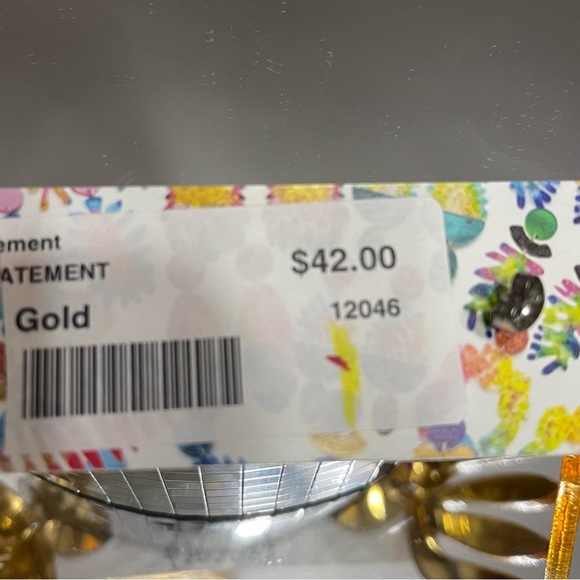 ement
ATEMENT
$42.00
Gold
12046